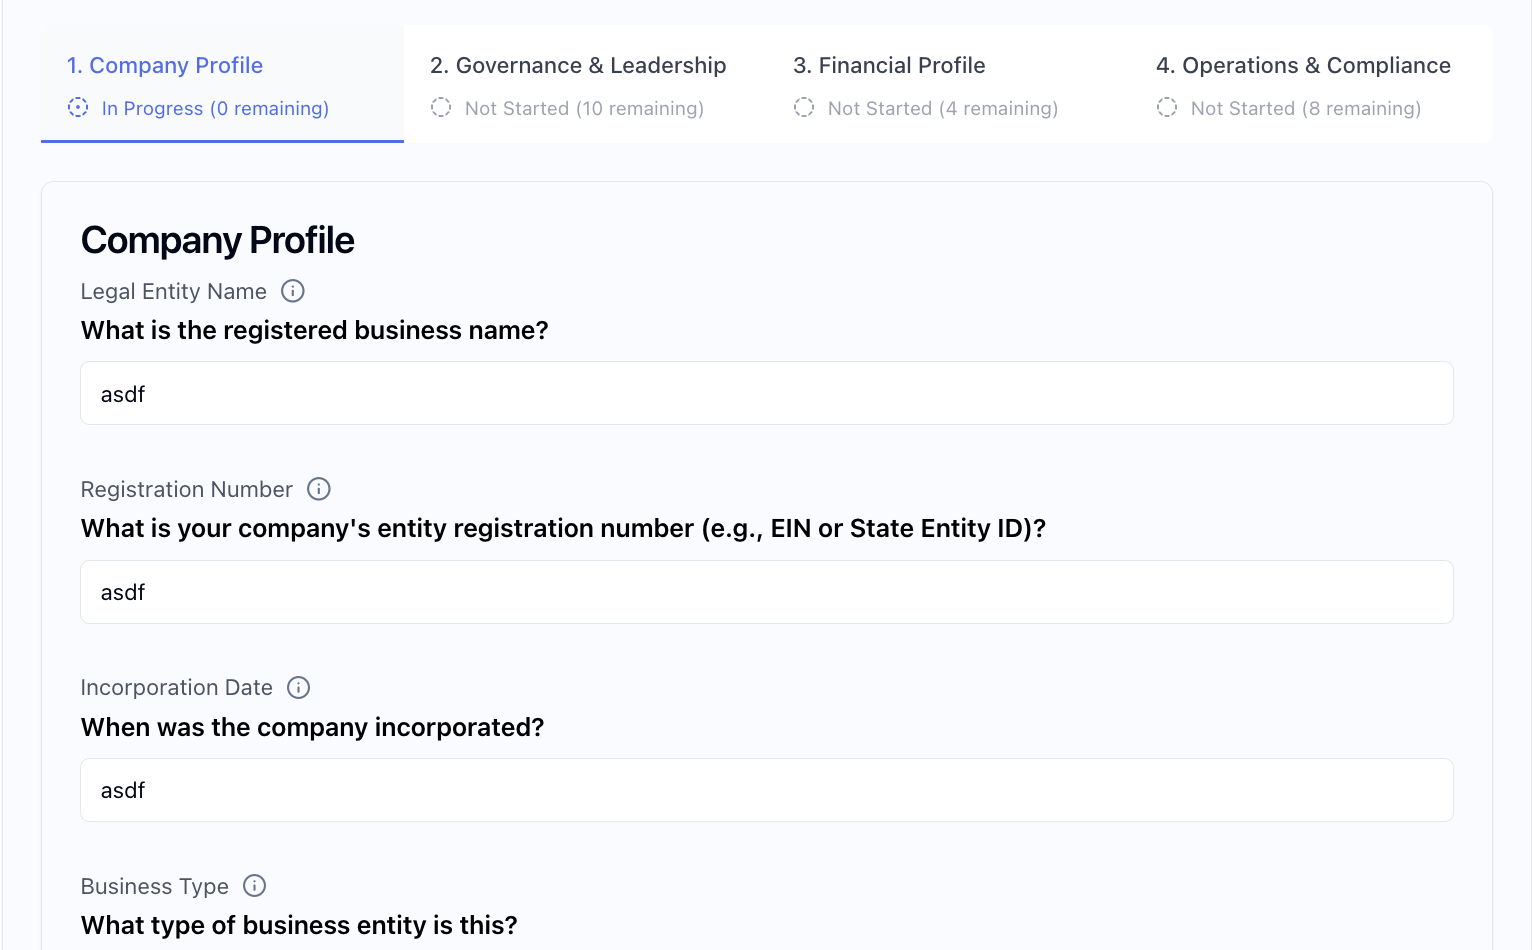 1. Company Profile
In Progress (0 remaining)
2. Governance & Leadership
Not Started (10 remaining)
3. Financial Profile
Not Started (4 remaining)
4. Operations & Compliance
Not Started (8 remaining)
Company Profile
Legal Entity Name
What is the registered business name?
asdf
Registration Number
What is your company's entity registration number (e.g., EIN or State Entity ID)?
asdf
Incorporation Date
When was the company incorporated?
asdf
Business Type
What type of business entity is this?